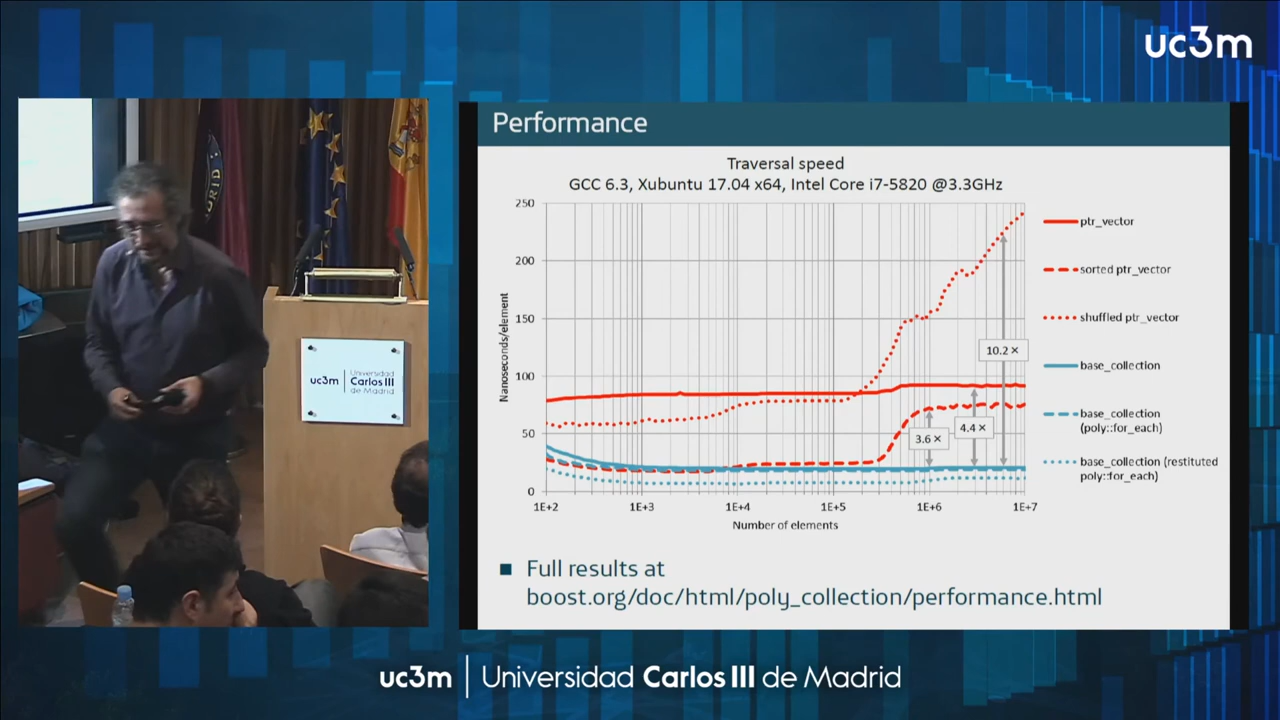 uc3m
Performance
Traversal speed
GCC 6.3, Xubuntu 17.04 x64, Intel Core i7-5820 @3.3GHz
250
200
150
100
50
0
Nanoseconds/element
1E+2
1E+3
1E+4
1E+5
1E+6
1E+7
Number of elements
3.6 ×
4.4 ×
10.2 ×
ptr_vector
sorted ptr_vector
shuffled ptr_vector
base_collection
base_collection
(poly::for_each)
base_collection (restituted
poly::for_each)
Full results at
boost.org/doc/html/poly_collection/performance.html
uc3m
Universidad
Carlos III
de Madrid
uc3m | Universidad Carlos III de Madrid